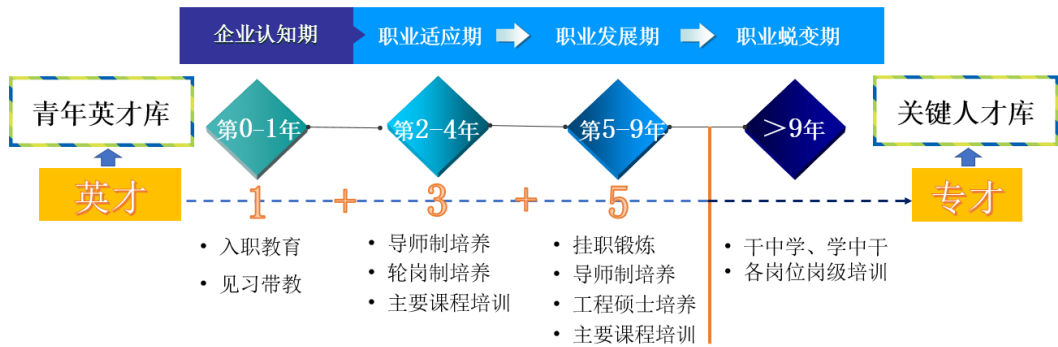 企业认知期
职业适应期
职业发展期
职业蜕变期
青年英才库
第0-1年
第2-4年
第5-9年
>9年
关键人才库
英才
1
+
3
+
5
专才
• 入职教育
• 见习带教
• 导师制培养
• 轮岗制培养
• 主要课程培训
• 挂职锻炼
• 导师制培养
• 工程硕士培养
• 主要课程培训
• 干中学、学中干
• 各岗位岗级培训